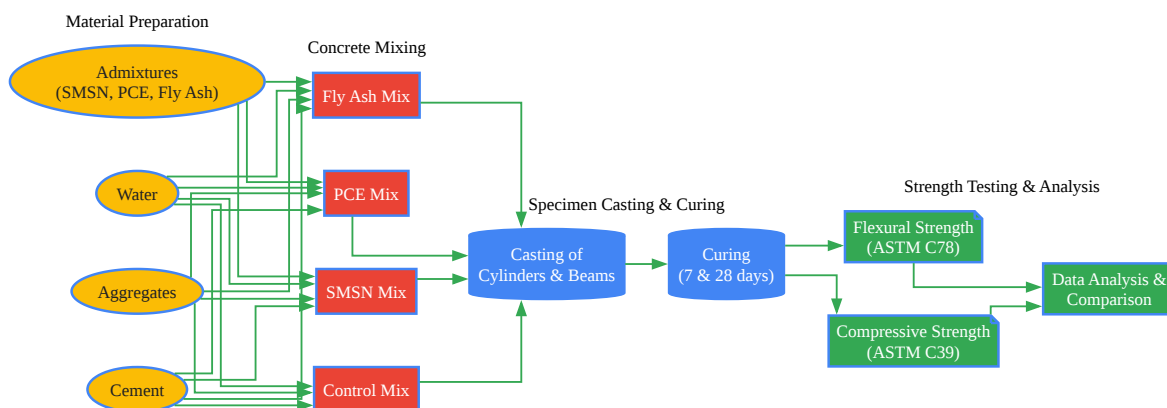 Material Preparation
Admixtures
(SMSN, PCE, Fly Ash)
Water
Aggregates
Cement
Concrete Mixing
Fly Ash Mix
PCE Mix
SMSN Mix
Control Mix
Specimen Casting & Curing
Casting of
Cylinders & Beams
Curing
(7 & 28 days)
Strength Testing & Analysis
Flexural Strength
(ASTM C78)
Compressive Strength
(ASTM C39)
Data Analysis &
Comparison